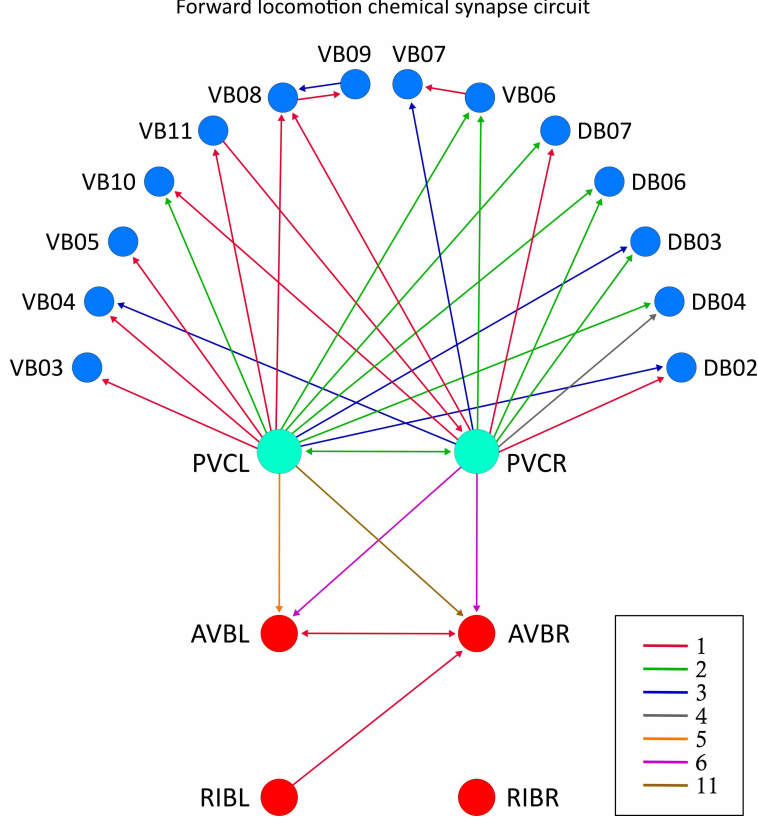 Forward locomotion chemical synapse circuit
VB09
VB07
VB08
VB06
VB11
DB07
VB10
DB06
VB05
DB03
VB04
DB04
VB03
DB02
PVCL
PVCR
AVBL
AVBR
RIBL
RIBR
1
2
3
4
5
6
11